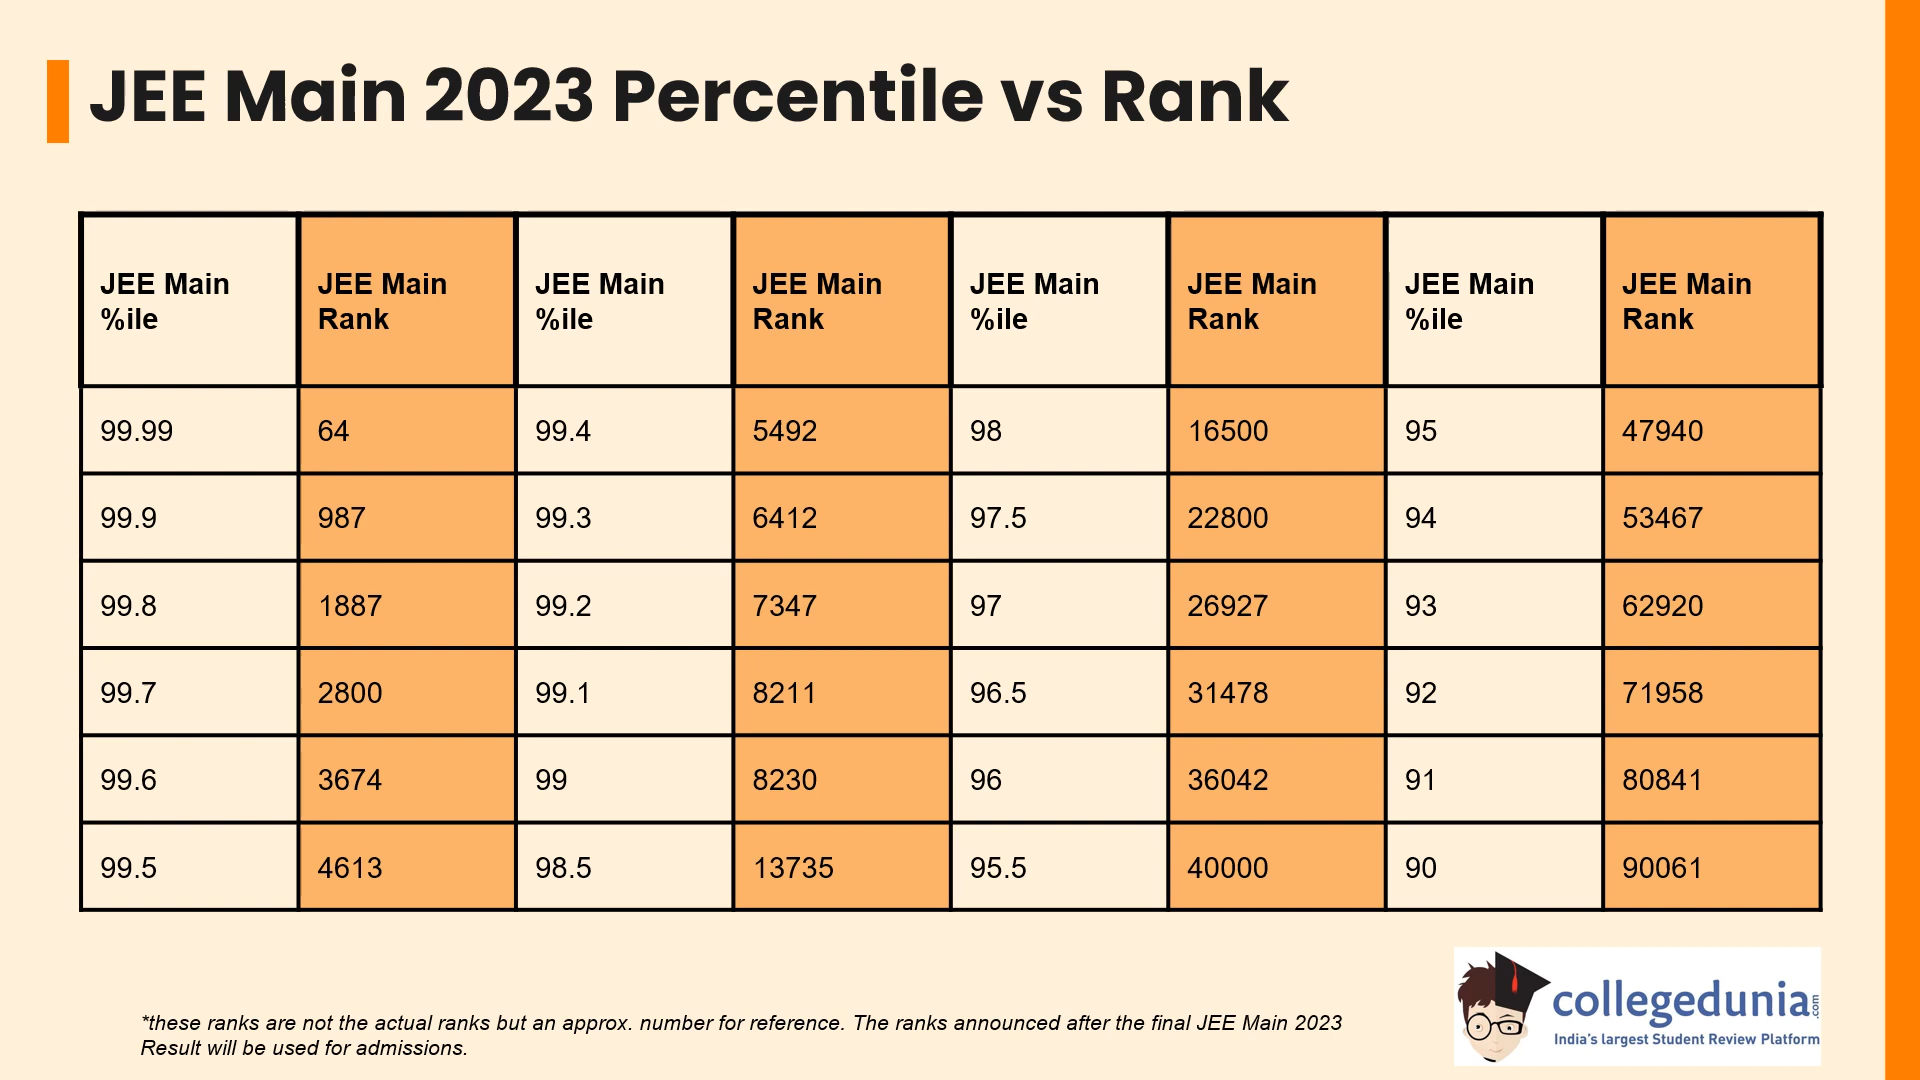 JEE Main 2023 Percentile vs Rank
JEE Main %ile JEE Main Rank JEE Main %ile JEE Main Rank JEE Main %ile JEE Main Rank JEE Main %ile JEE Main Rank
99.99 64 99.4 5492 98 16500 95 47940
99.9 987 99.3 6412 97.5 22800 94 53467
99.8 1887 99.2 7347 97 26927 93 62920
99.7 2800 99.1 8211 96.5 31478 92 71958
99.6 3674 99 8230 96 36042 91 80841
99.5 4613 98.5 13735 95.5 40000 90 90061
*these ranks are not the actual ranks but an approx. number for reference. The ranks announced after the final JEE Main 2023
Result will be used for admissions.
collegedunia.com
India's largest Student Review Platform